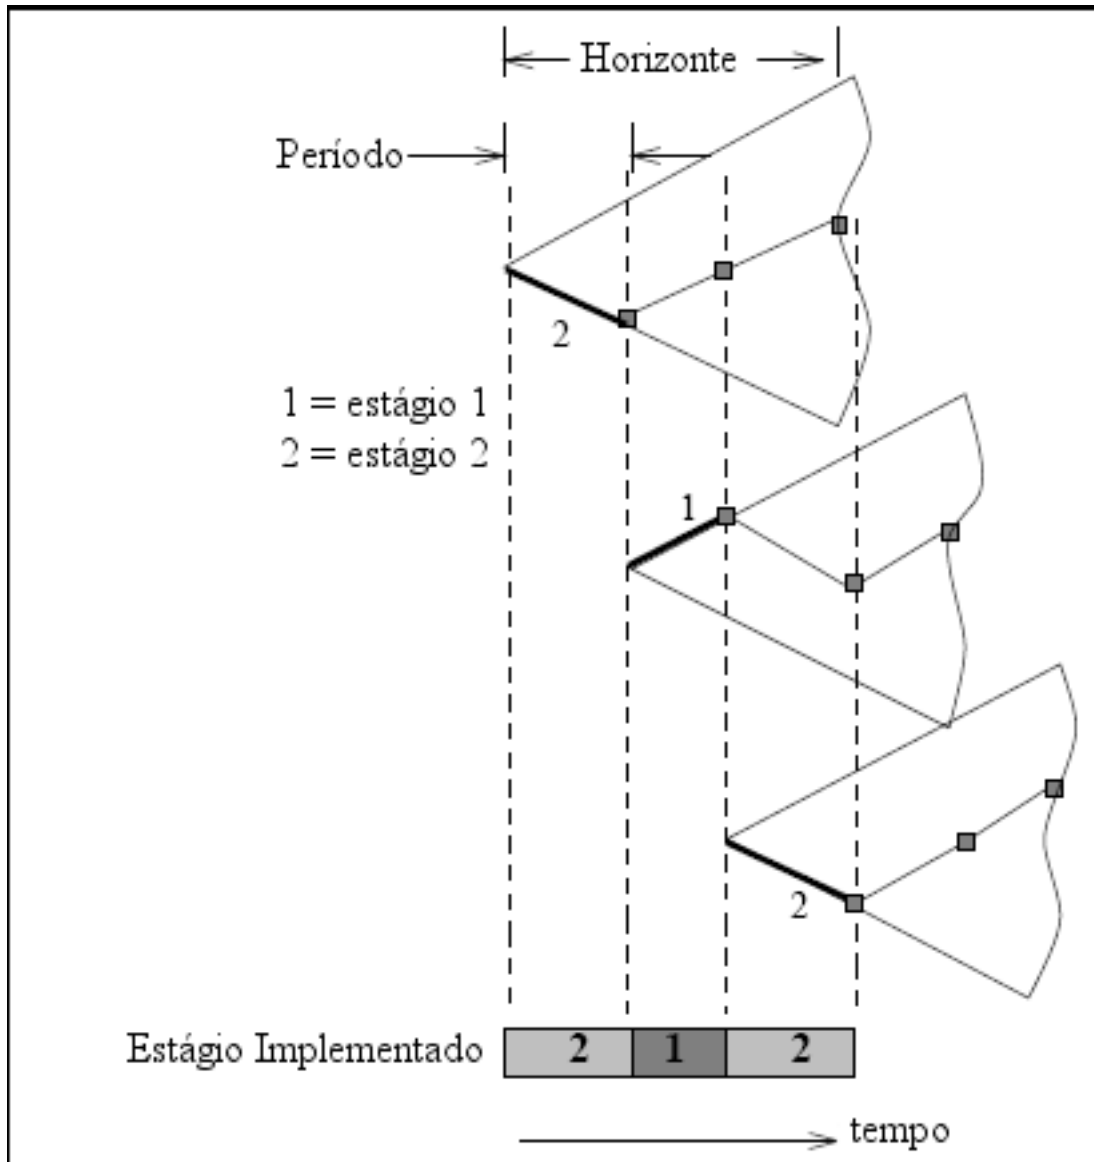 Horizonte
Período
2
1 = estágio 1
2 = estágio 2
1
2
Estágio Implementado 2 1 2
tempo